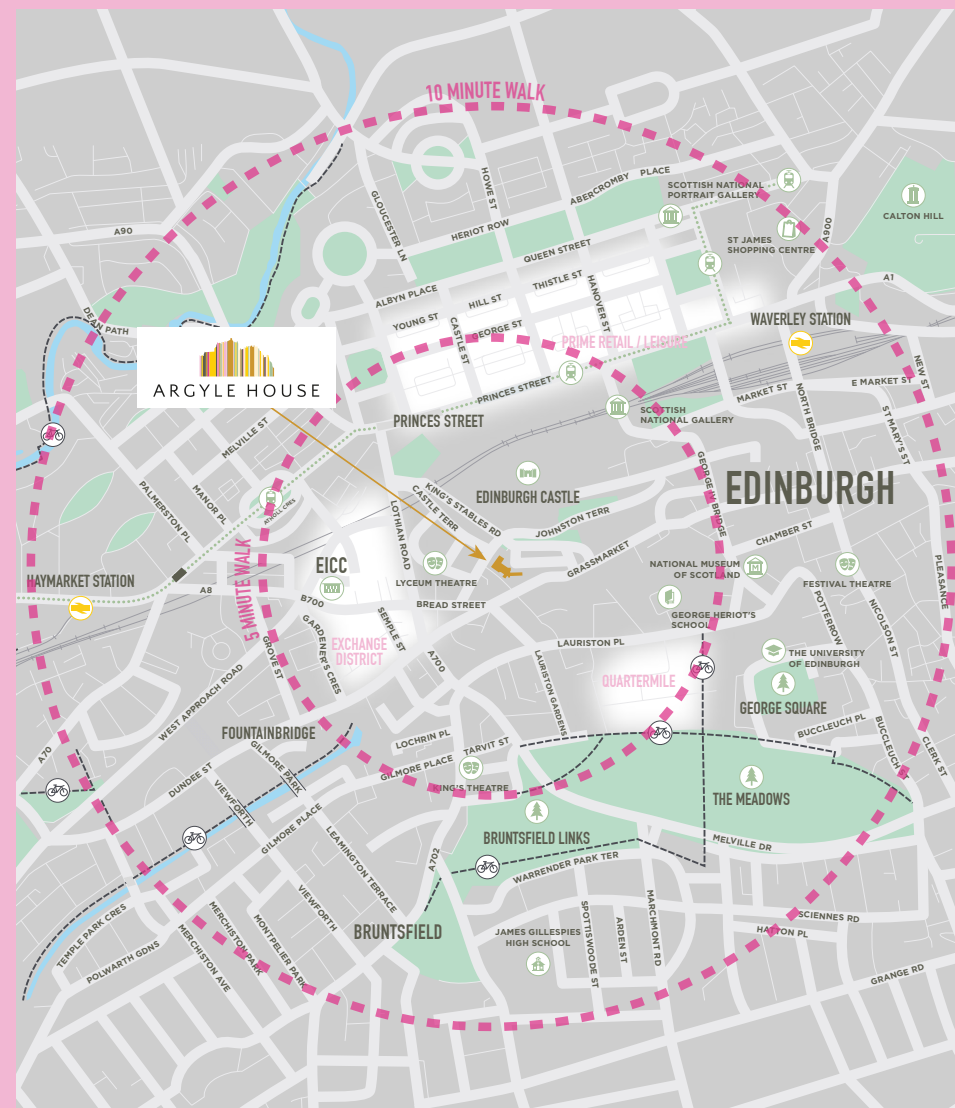 10 MINUTE WALK
GLOUCESTER LN
HOWE ST
ABERCROMBY PLACE
SCOTTISH NATIONAL
PORTRAIT GALLERY
CALTON HILL
A90
HERIOT ROW
QUEEN STREET
ST JAMES
SHOPPING CENTRE
A900
A1
ALBYN PLACE
HILL ST
THISTLE ST
HANOVER ST
YOUNG ST
CASTLE ST
GEORGE ST
PRIME RETAIL / LEISURE
WAVERLEY STATION
DEAN PATH
ARGYLE HOUSE
PRINCES STREET
PRINCES STREET
SCOTTISH
NATIONAL GALLERY
MARKET ST
E MARKET ST
NEW ST
NORTH BRIDGE
ST MARY'S ST
MELVILLE ST
MANOR PL
PALMERSTON PL
ATHOLL CRES
LOTHIAN ROAD
KING'S STABLES RD
CASTLE TERR
EDINBURGH CASTLE
JOHNSTON TERR
GEORGE IV BRIDGE
EDINBURGH
CHAMBER ST
HAYMARKET STATION
A8
5 MINUTE WALK
EICC
LYCEUM THEATRE
GRASSMARKET
NATIONAL MUSEUM
OF SCOTLAND
FESTIVAL THEATRE
PLEASANCE
B700
BREAD STREET
GEORGE HERIOT'S
SCHOOL
POTTERROW
NICOLSON ST
GARDENER'S CRES
EXCHANGE
DISTRICT
SEMPLE ST
A700
LAURISTON PL
LAURISTON GARDENS
QUARTERMILE
THE UNIVERSITY
OF EDINBURGH
GEORGE SQUARE
GROVE ST
WEST APPROACH ROAD
FOUNTAINBRIDGE
BUCCLEUCH PL
BUCCLEUCH
CLERK ST
A70
DUNDEE ST
GILMORE PARK
LOCHRIN PL
TARVIT ST
GILMORE PLACE
KING'S THEATRE
VIEWFORTH
GILMORE PLACE
THE MEADOWS
BRUNTSFIELD LINKS
MELVILLE DR
LEAMINGTON TERRACE
A702
WARRENDER PARK TER
VIEWFORTH
BRUNTSFIELD
JAMES GILLESPIES
HIGH SCHOOL
SPOTTISWOODE ST
ARDEN ST
MARCHMONT RD
SCIENNES RD
HATTON PL
GRANGE RD
TEMPLE PARK CRES
POLWARTH GDNS
MERCHISTON AVE
MERCHISTON PARK
MONTPELIER PARK